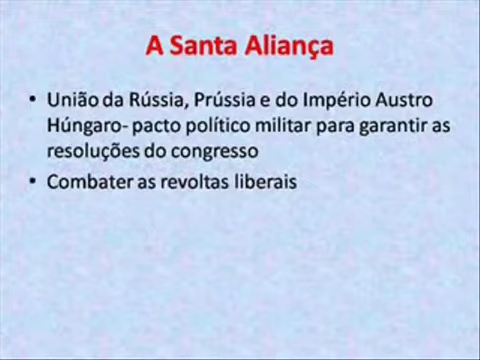 A Santa Aliança
• União da Rússia, Prússia e do Império Austro
Húngaro- pacto político militar para garantir as
resoluções do congresso
• Combater as revoltas liberais